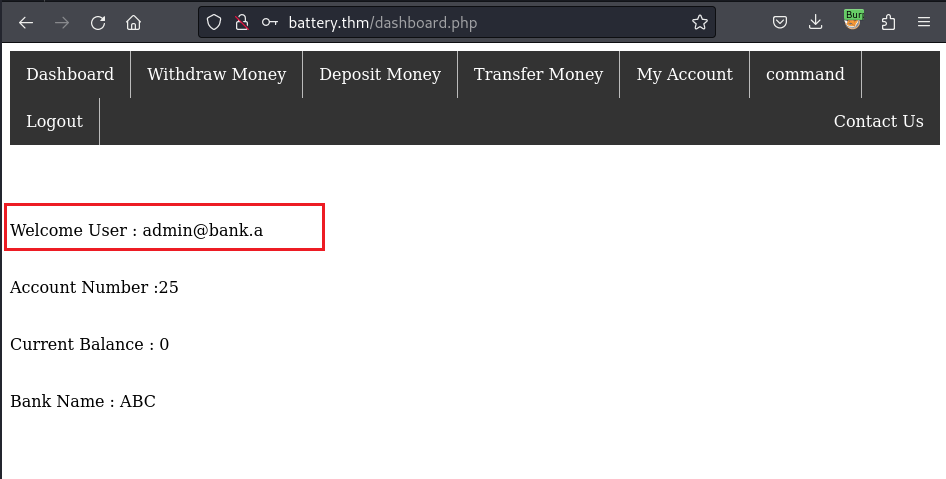 battery.thm/dashboard.php
Dashboard Withdraw Money Deposit Money Transfer Money My Account command
Logout Contact Us
Welcome User : admin@bank.a
Account Number :25
Current Balance : 0
Bank Name : ABC